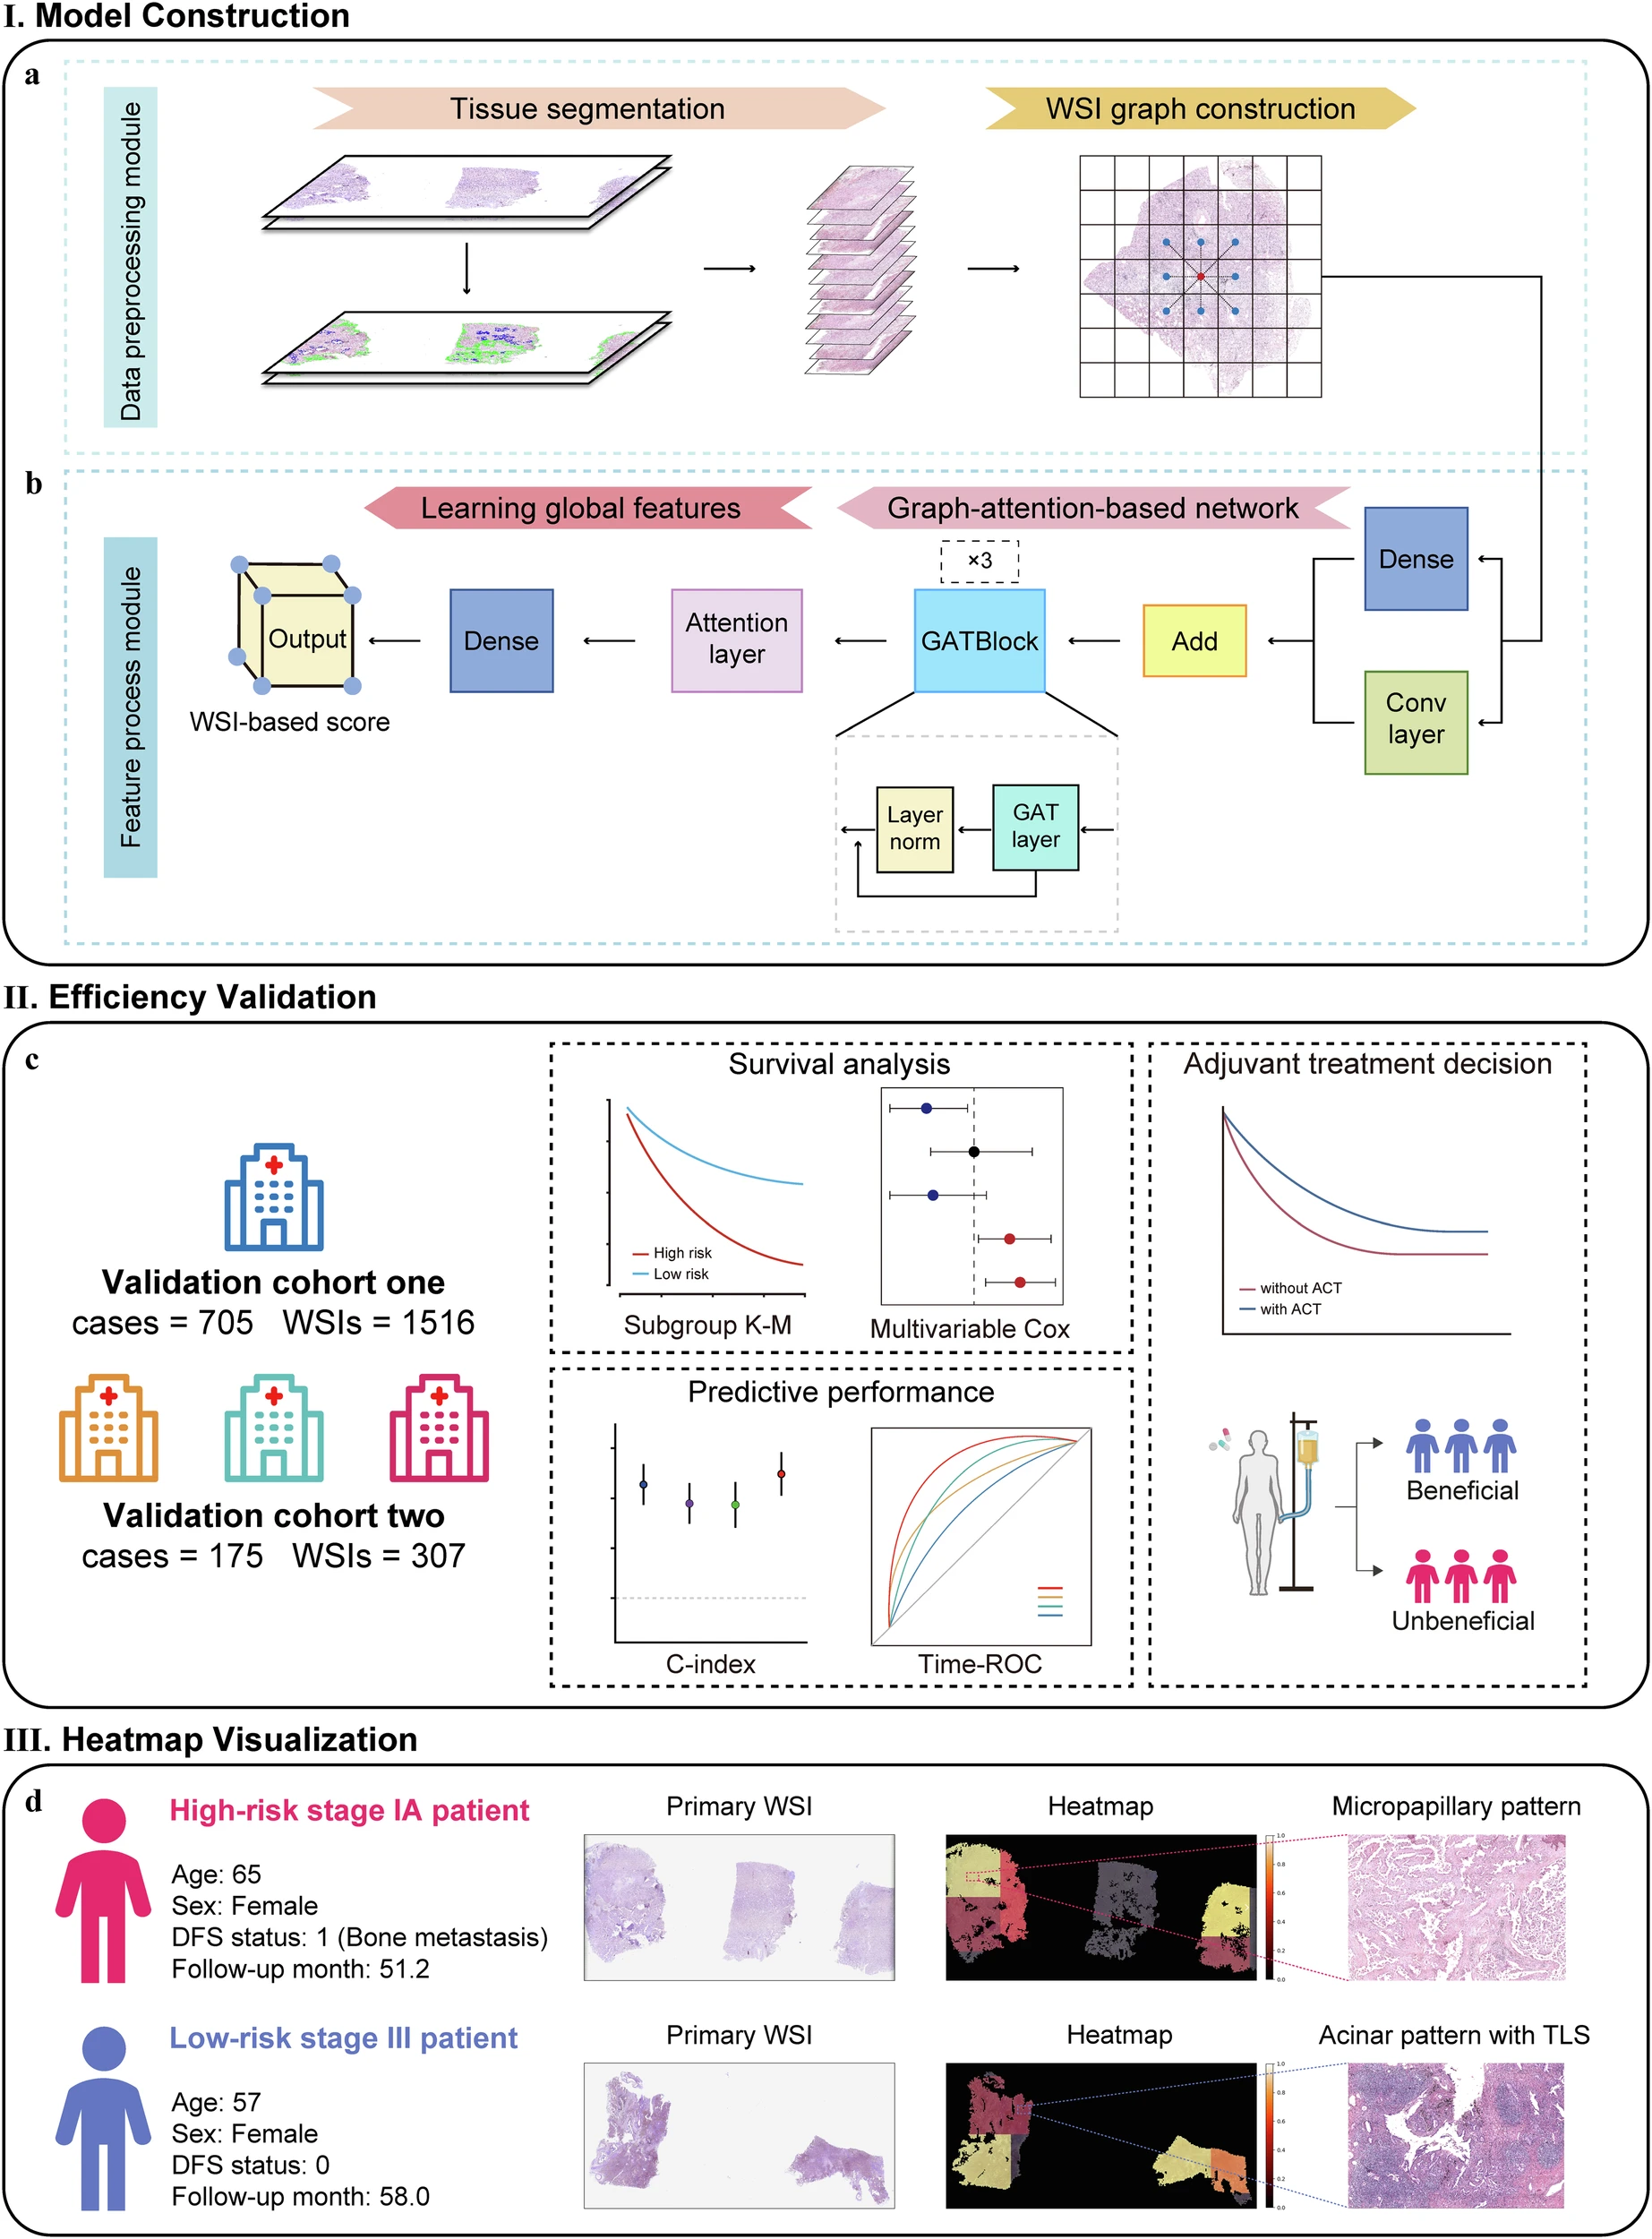 I. Model Construction
a
Data preprocessing module
Tissue segmentation
WSI graph construction
b
Feature process module
Learning global features
Graph-attention-based network
×3
Dense
Conv
layer
Add
GATBlock
Attention
layer
Dense
Output
WSI-based score
Layer
norm
GAT
layer
II. Efficiency Validation
c
Validation cohort one
cases = 705 WSIs = 1516
Validation cohort two
cases = 175 WSIs = 307
Survival analysis
High risk
Low risk
Subgroup K-M
Multivariable Cox
Predictive performance
C-index
Time-ROC
Adjuvant treatment decision
without ACT
with ACT
Beneficial
Unbeneficial
III. Heatmap Visualization
d
High-risk stage IA patient
Age: 65
Sex: Female
DFS status: 1 (Bone metastasis)
Follow-up month: 51.2
Primary WSI
Heatmap
1.0
0.8
0.6
0.4
0.2
0.0
Micropapillary pattern
Low-risk stage III patient
Age: 57
Sex: Female
DFS status: 0
Follow-up month: 58.0
Primary WSI
Heatmap
1.0
0.8
0.6
0.4
0.2
0.0
Acinar pattern with TLS